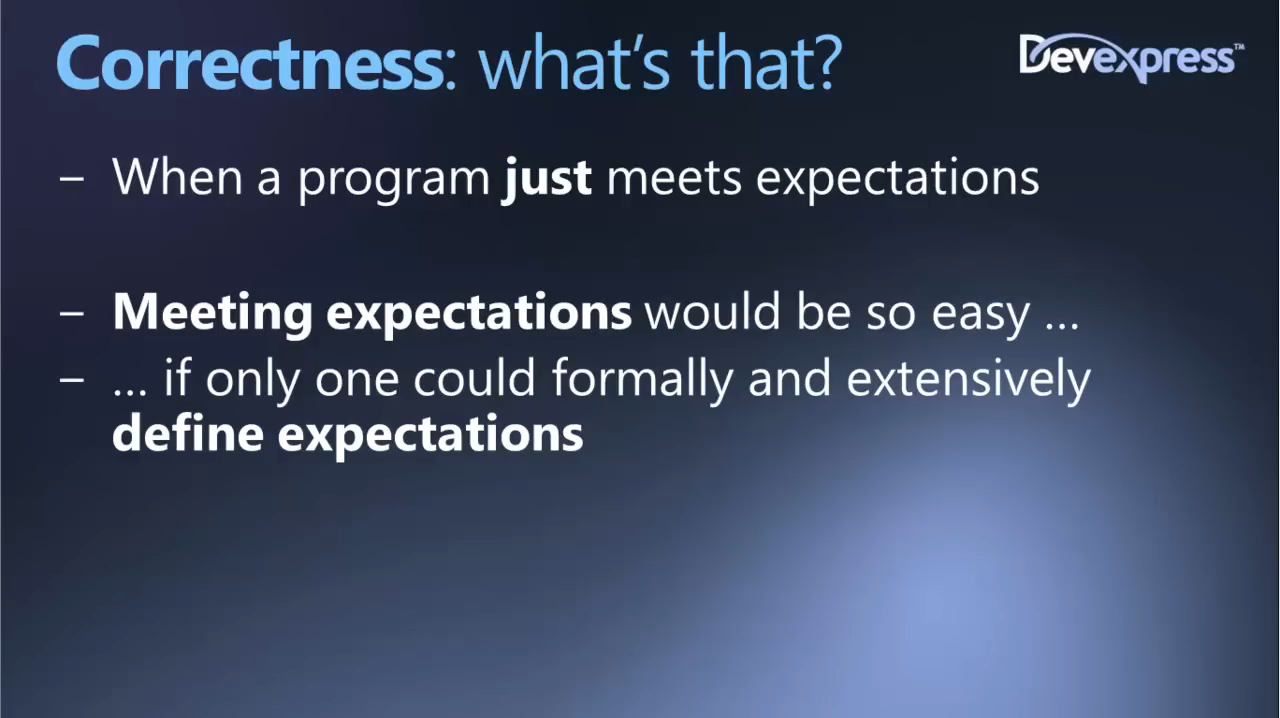 Correctness: what's that?
Devexpress™
– When a program just meets expectations
– Meeting expectations would be so easy …
– … if only one could formally and extensively
define expectations